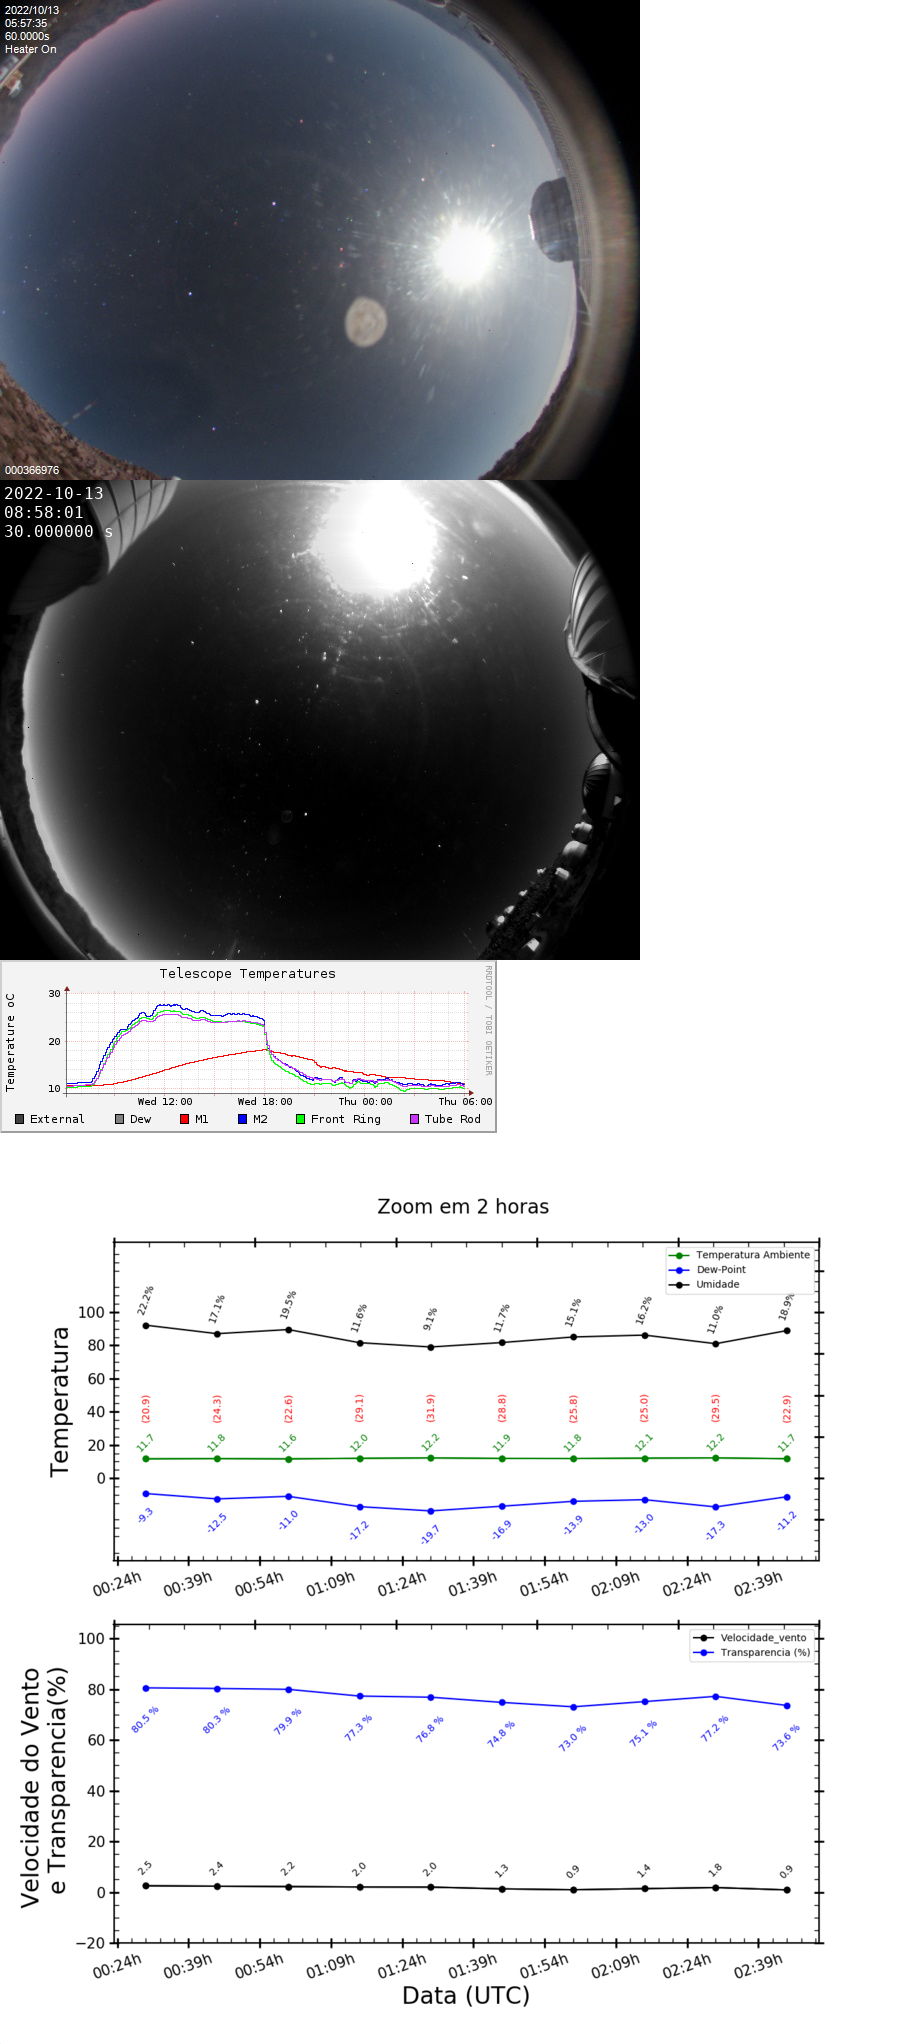 2022/10/13
05:57:35
60.0000s
Heater On
000366976
2022-10-13
08:58:01
30.000000 s
Telescope Temperatures
RRDTOOL / TOBI OETIKER
Temperature oC
30
20
10
Wed 12:00 Wed 18:00 Thu 00:00 Thu 06:00
External Dew M1 M2 Front Ring Tube Rod
Zoom em 2 horas
Temperatura Ambiente
Dew-Point
Umidade
Temperatura
100
80
60
40
20
0
22.2% 17.1% 19.5% 11.6% 9.1% 11.7% 15.1% 16.2% 11.0% 18.9%
(20.9) (24.3) (22.6) (29.1) (31.9) (28.8) (25.8) (25.0) (29.5) (22.9)
11.7 11.8 11.6 12.0 12.2 11.9 11.8 12.1 12.2 11.7
-9.3 -12.5 -11.0 -17.2 -19.7 -16.9 -13.9 -13.0 -17.3 -11.2
00:24h 00:39h 00:54h 01:09h 01:24h 01:39h 01:54h 02:09h 02:24h 02:39h
Velocidade_vento
Transparencia (%)
Velocidade do Vento
e Transparencia(%)
100
80
60
40
20
0
−20
80.5 % 80.3 % 79.9 % 77.3 % 76.8 % 74.8 % 73.0 % 75.1 % 77.2 % 73.6 %
2.5 2.4 2.2 2.0 2.0 1.3 0.9 1.4 1.8 0.9
00:24h 00:39h 00:54h 01:09h 01:24h 01:39h 01:54h 02:09h 02:24h 02:39h
Data (UTC)